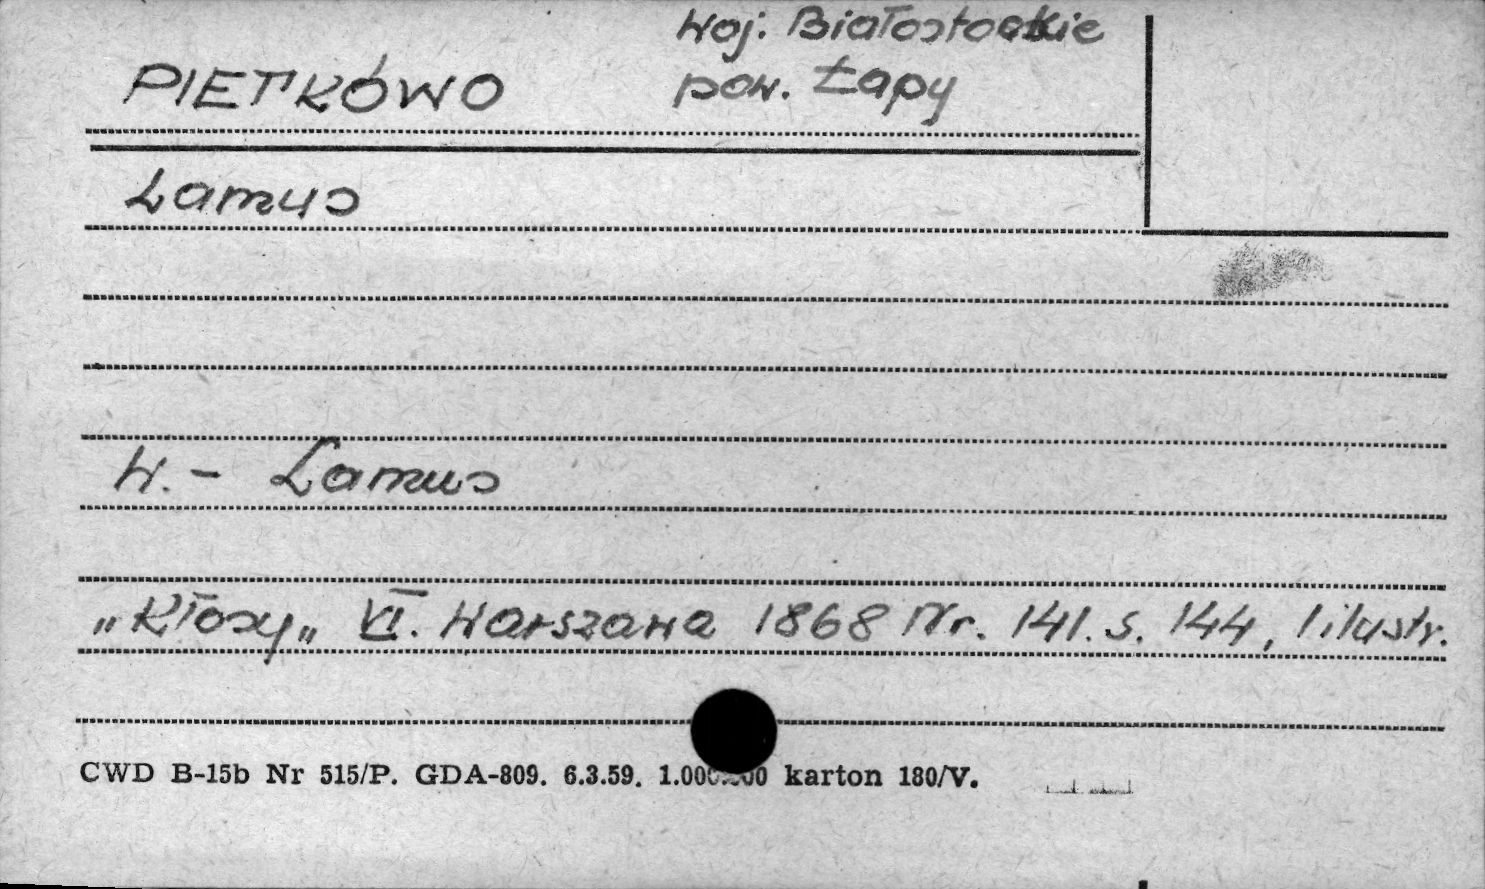 Woj. Białostockie
PIETKÓWO pow. Łapy
Lamus
W. - Lamus
„Kłosy„ VI. Warszawa 1868 Nr. 141. s. 144, 1 ilustr.
CWD B-15b Nr 515/P. GDA-809. 6.3.59. karton 180/V.